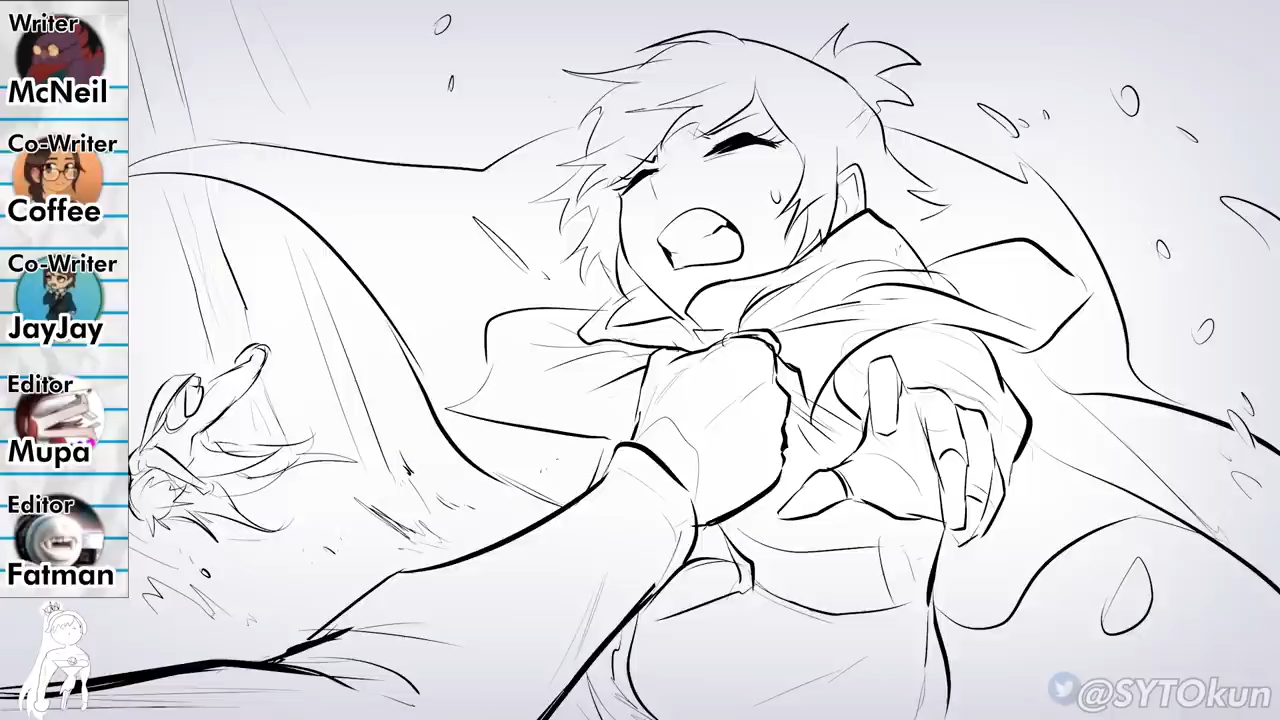 Writer
McNeil
Co-Writer
Coffee
Co-Writer
JayJay
Editor
Mupa
Editor
Fatman
@SYTOkun